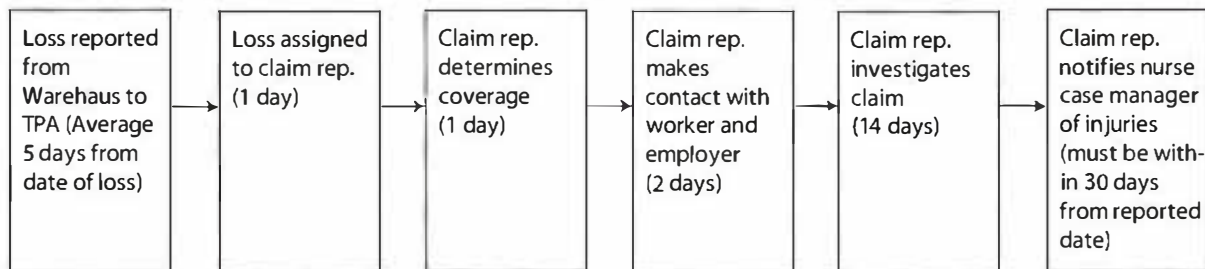 Loss reported
from
Warehaus to
TPA (Average
5 days from
date of loss)
Loss assigned
to claim rep.
(1 day)
Claim rep.
determines
coverage
(1 day)
Claim rep.
makes
contact with
worker and
employer
(2 days)
Claim rep.
investigates
claim
(14 days)
Claim rep.
notifies nurse
case manager
of injuries
(must be with-
in 30 days
from reported
date)